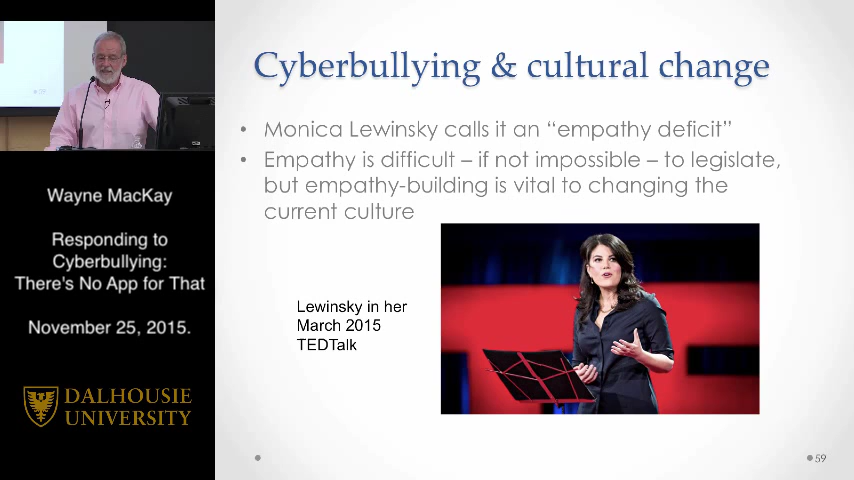 Wayne MacKay
Responding to
Cyberbullying:
There's No App for That
November 25, 2015.
DALHOUSIE
UNIVERSITY
Cyberbullying & cultural change
• Monica Lewinsky calls it an “empathy deficit”
• Empathy is difficult – if not impossible – to legislate,
but empathy-building is vital to changing the
current culture
Lewinsky in her
March 2015
TEDTalk
59